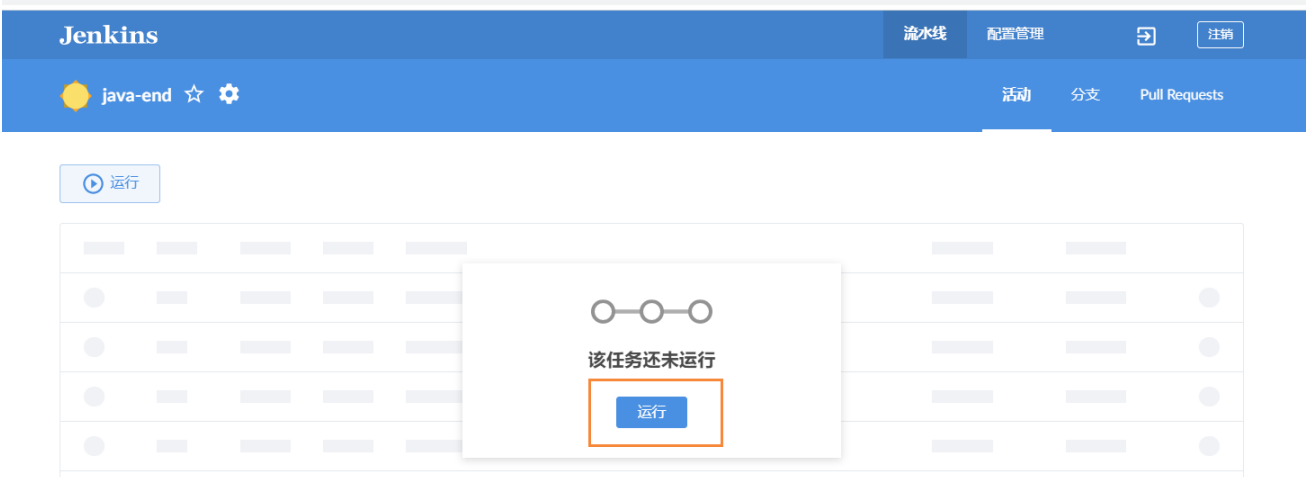 Jenkins 流水线 配置管理 注销
java-end 活动 分支 Pull Requests
运行
该任务还未运行
运行